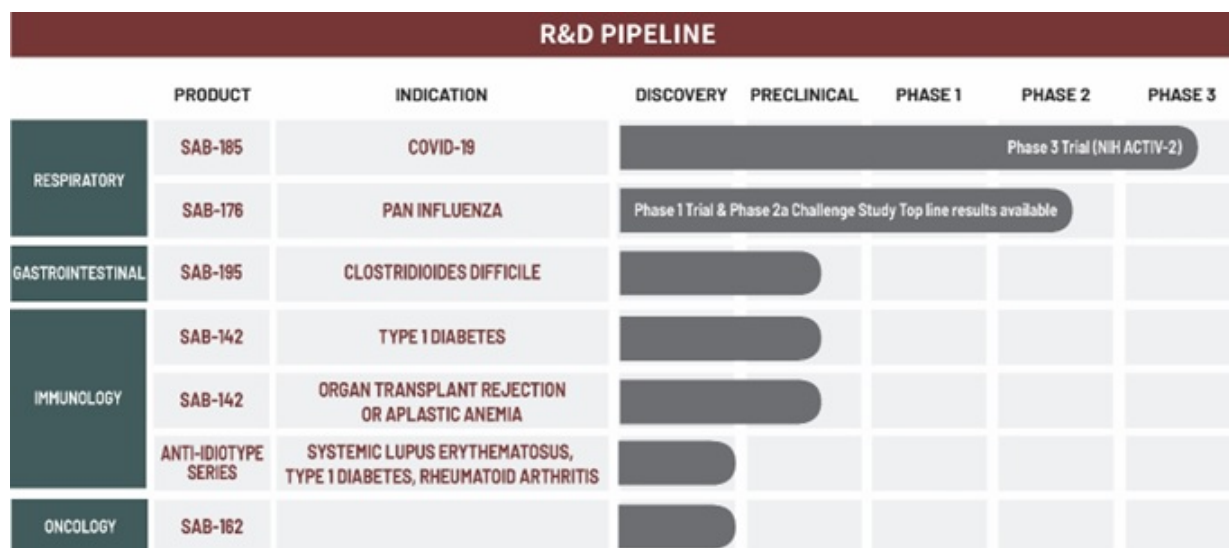 R&D PIPELINE
PRODUCT INDICATION DISCOVERY PRECLINICAL PHASE 1 PHASE 2 PHASE 3
RESPIRATORY
SAB-185 COVID-19 Phase 3 Trial (NIH ACTIV-2)
SAB-176 PAN INFLUENZA Phase 1 Trial & Phase 2a Challenge Study Top line results available
GASTROINTESTINAL SAB-195 CLOSTRIDIOIDES DIFFICILE
IMMUNOLOGY
SAB-142 TYPE 1 DIABETES
SAB-142 ORGAN TRANSPLANT REJECTION
OR APLASTIC ANEMIA
ANTI-IDIOTYPE
SERIES
SYSTEMIC LUPUS ERYTHEMATOSUS,
TYPE 1 DIABETES, RHEUMATOID ARTHRITIS
ONCOLOGY SAB-162